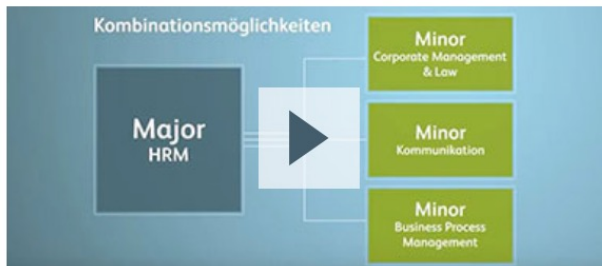 Kombinationsmöglichkeiten
Major
HRM
Minor
Corporate Management
& Law
Minor
Kommunikation
Minor
Business Process
Management